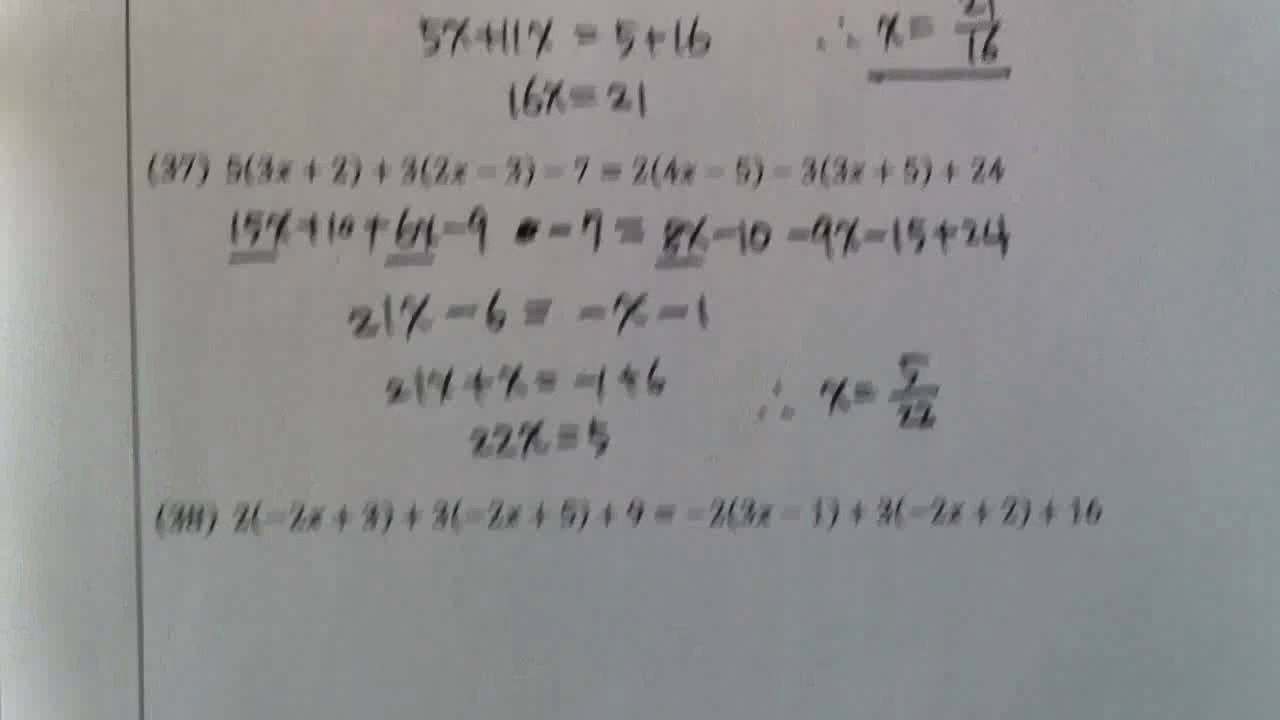 5x+11x = 5+16 ∴ x = 21/16
16x = 21
(37) 5(3x + 2) + 3(2x − 3) − 7 = 2(4x − 5) − 3(3x + 5) + 24
15x+10+6x−9 −7 = 8x−10 −9x−15+24
21x − 6 = −x − 1
21x + x = −1+6 ∴ x = 5/22
22x = 5
(38) 2(−2x + 3) + 3(−2x + 5) + 9 = −2(3x − 1) + 3(−2x + 2) + 16